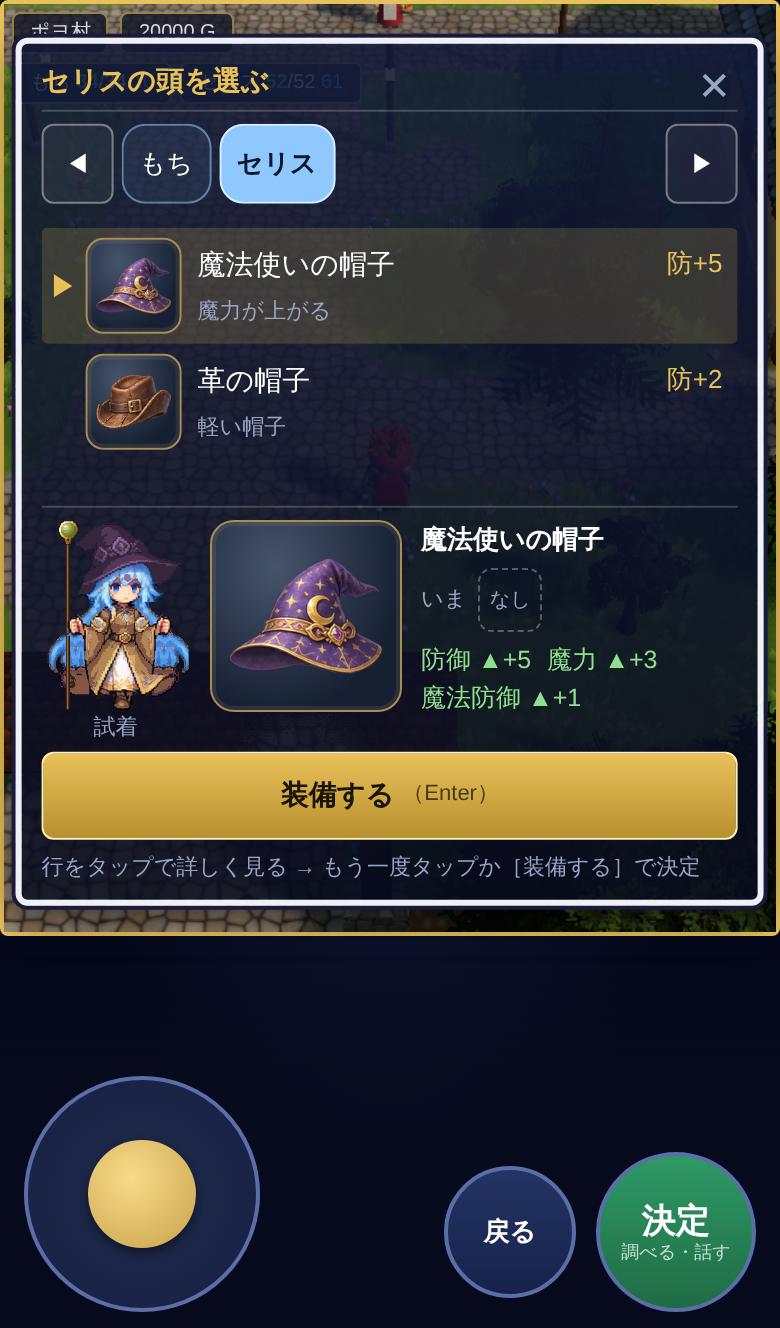 ポヨ村
20000 G
セリスの頭を選ぶ
×
◀
もち
セリス
▶
▶
魔法使いの帽子
防+5
魔力が上がる
革の帽子
防+2
軽い帽子
魔法使いの帽子
いま
なし
防御 ▲+5 魔力 ▲+3
魔法防御 ▲+1
試着
装備する（Enter）
行をタップで詳しく見る → もう一度タップか［装備する］で決定
戻る
決定
調べる・話す